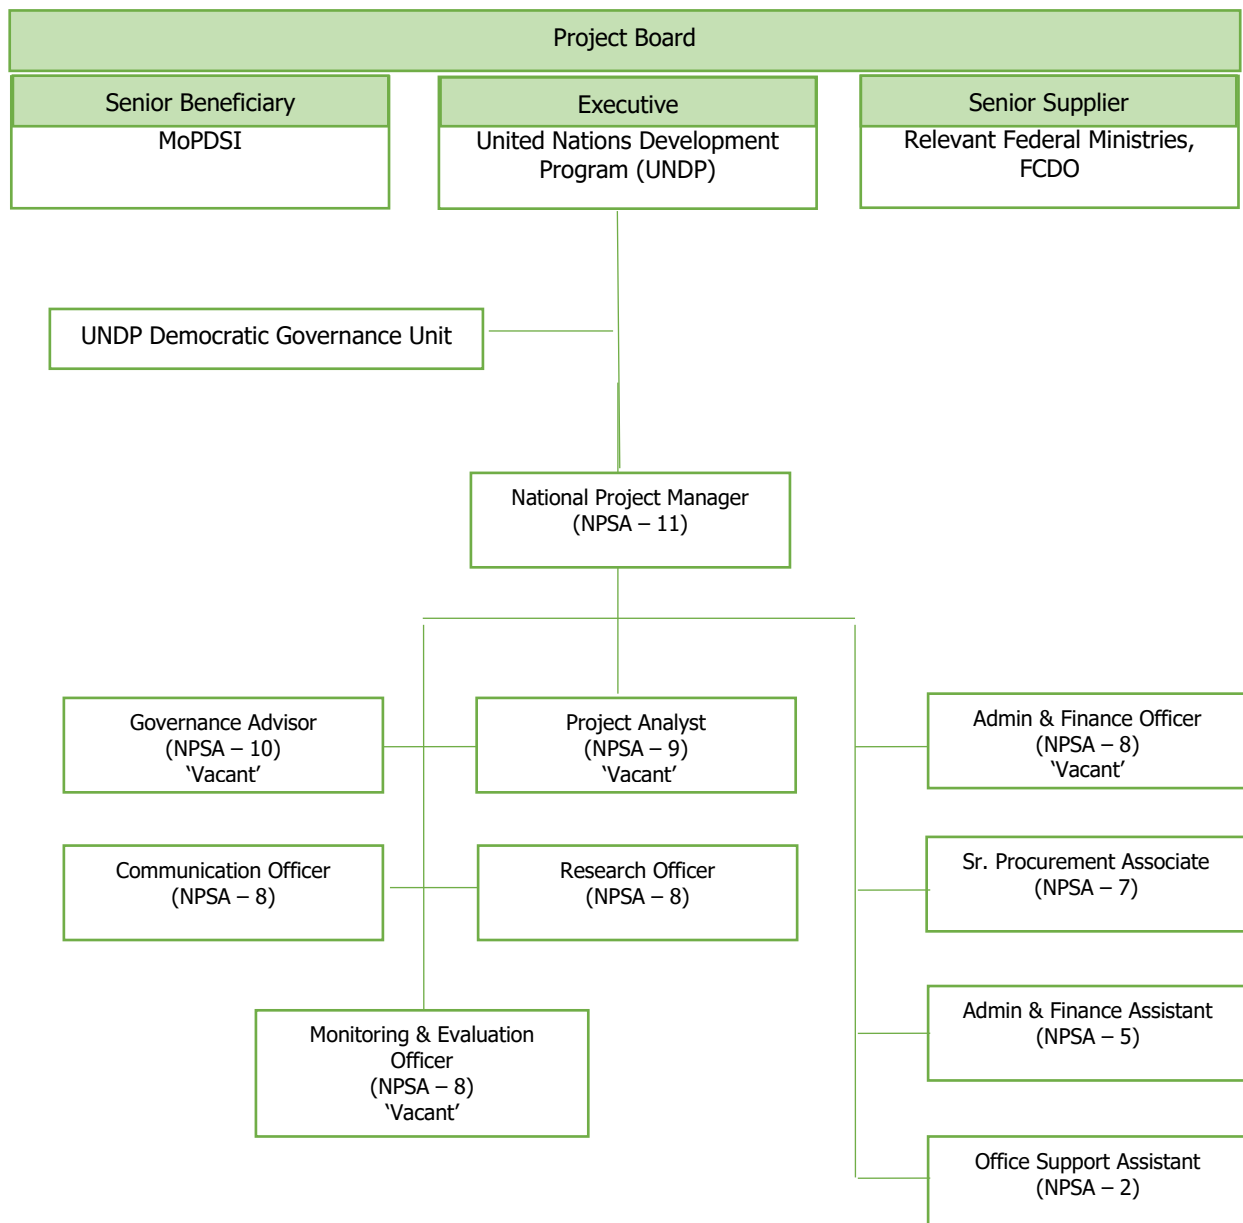 Project Board
Senior Beneficiary
MoPDSI
Executive
United Nations Development
Program (UNDP)
Senior Supplier
Relevant Federal Ministries,
FCDO
UNDP Democratic Governance Unit
National Project Manager
(NPSA – 11)
Governance Advisor
(NPSA – 10)
‘Vacant’
Project Analyst
(NPSA – 9)
‘Vacant’
Admin & Finance Officer
(NPSA – 8)
‘Vacant’
Communication Officer
(NPSA – 8)
Research Officer
(NPSA – 8)
Sr. Procurement Associate
(NPSA – 7)
Monitoring & Evaluation
Officer
(NPSA – 8)
‘Vacant’
Admin & Finance Assistant
(NPSA – 5)
Office Support Assistant
(NPSA – 2)